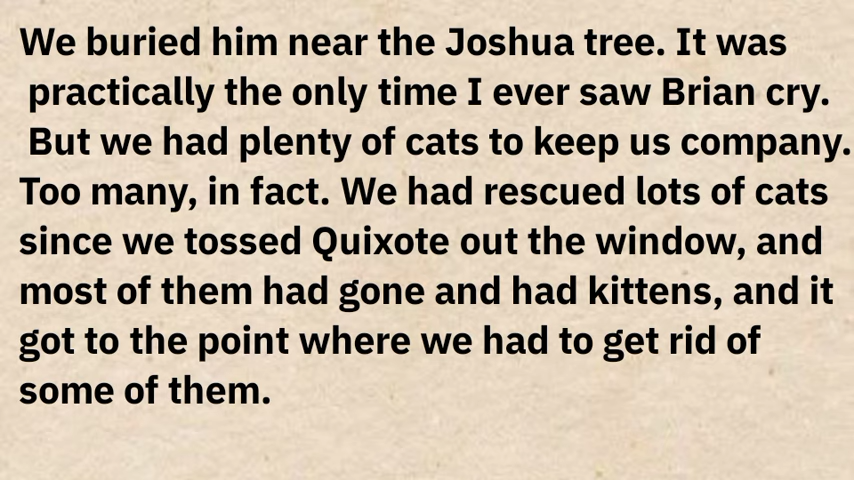 We buried him near the Joshua tree. It was
practically the only time I ever saw Brian cry.
But we had plenty of cats to keep us company.
Too many, in fact. We had rescued lots of cats
since we tossed Quixote out the window, and
most of them had gone and had kittens, and it
got to the point where we had to get rid of
some of them.